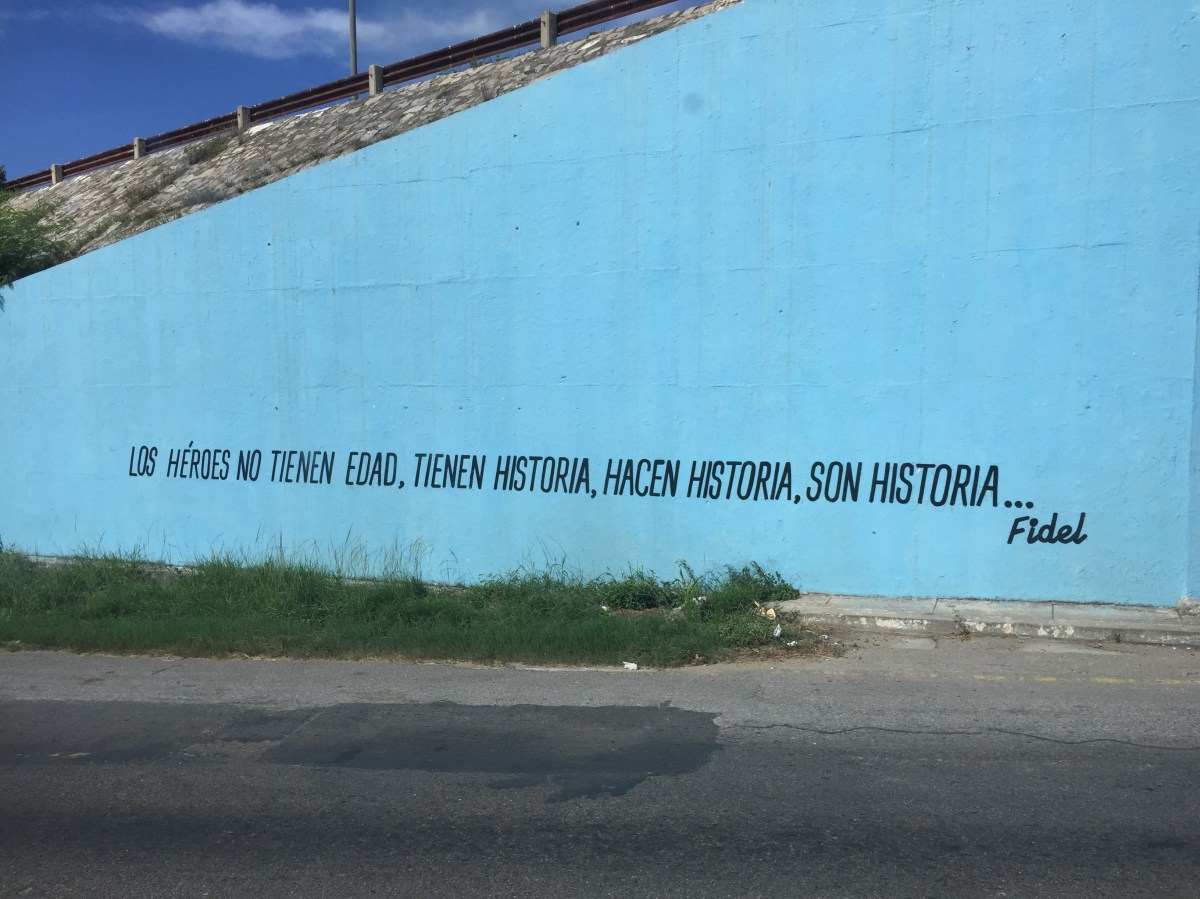 LOS HÉROES NO TIENEN EDAD, TIENEN HISTORIA, HACEN HISTORIA, SON HISTORIA...
Fidel